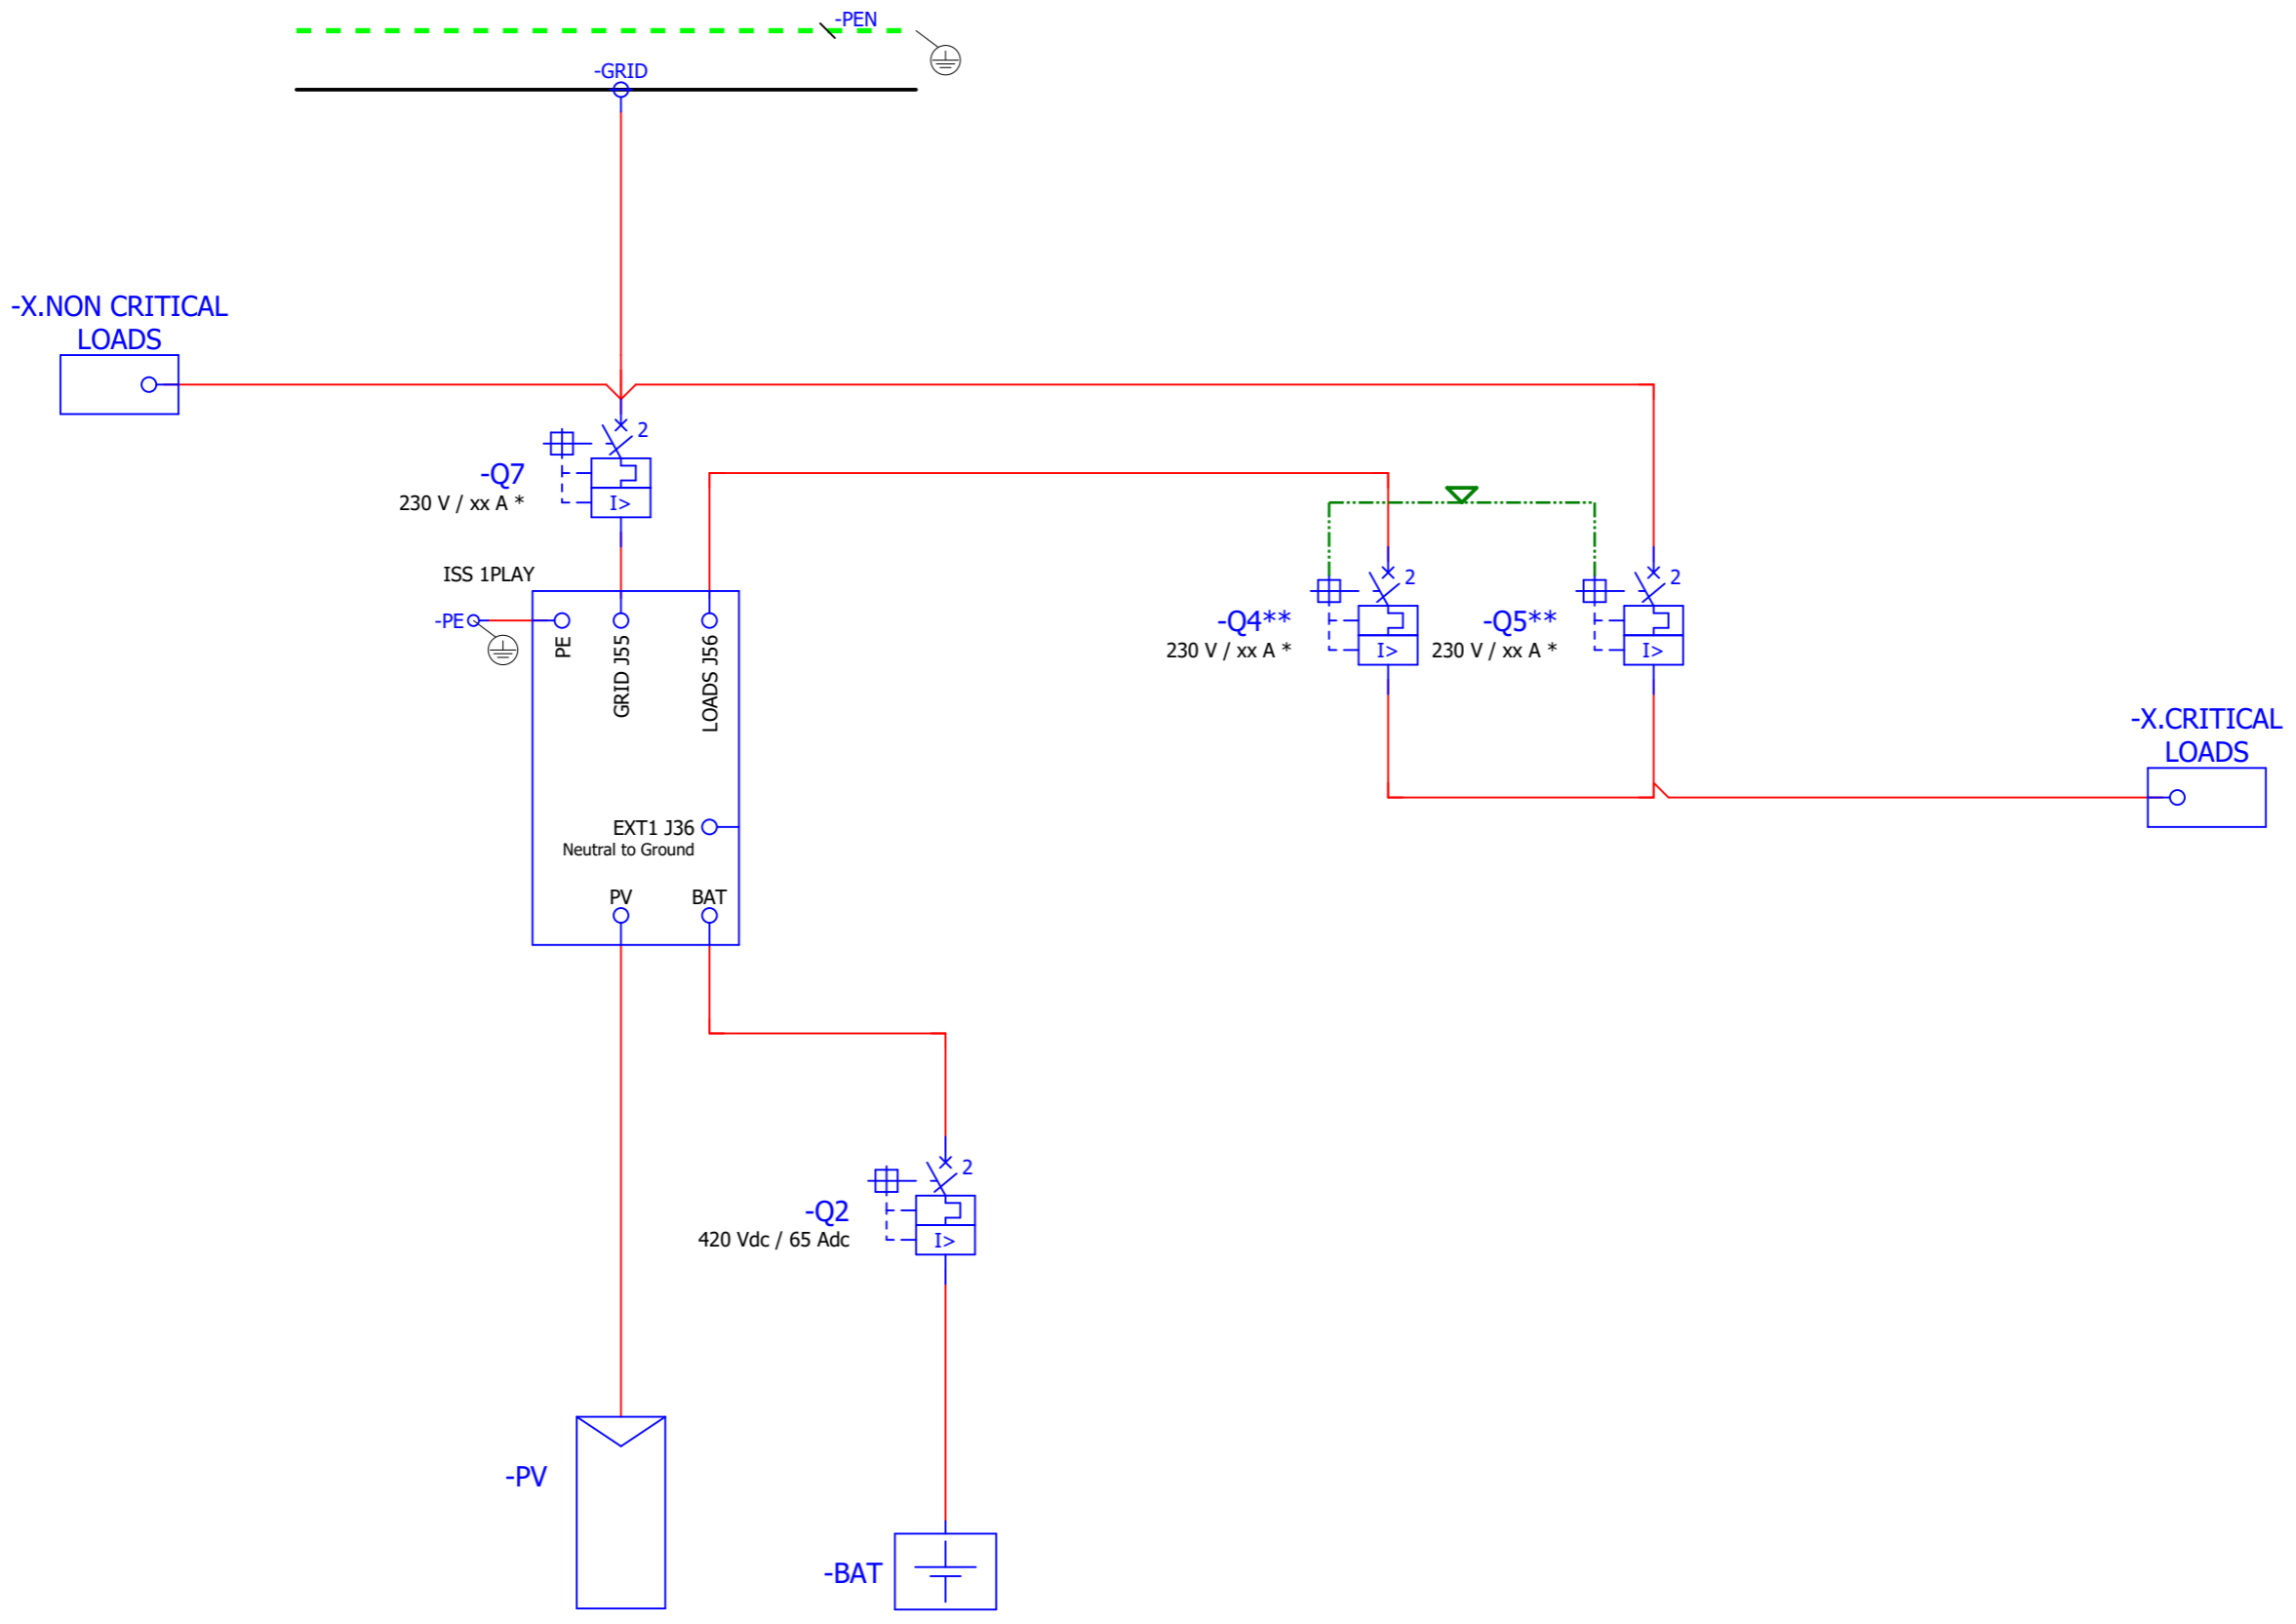 -PEN
-GRID
-X.NON CRITICAL
LOADS
2
-Q7
230 V / xx A *
I>
ISS 1PLAY
-PE
PE
GRID J55
LOADS J56
2
-Q4**
230 V / xx A *
I>
2
-Q5**
230 V / xx A *
I>
-X.CRITICAL
LOADS
EXT1 J36
Neutral to Ground
PV
BAT
2
-Q2
420 Vdc / 65 Adc
I>
-PV
-BAT